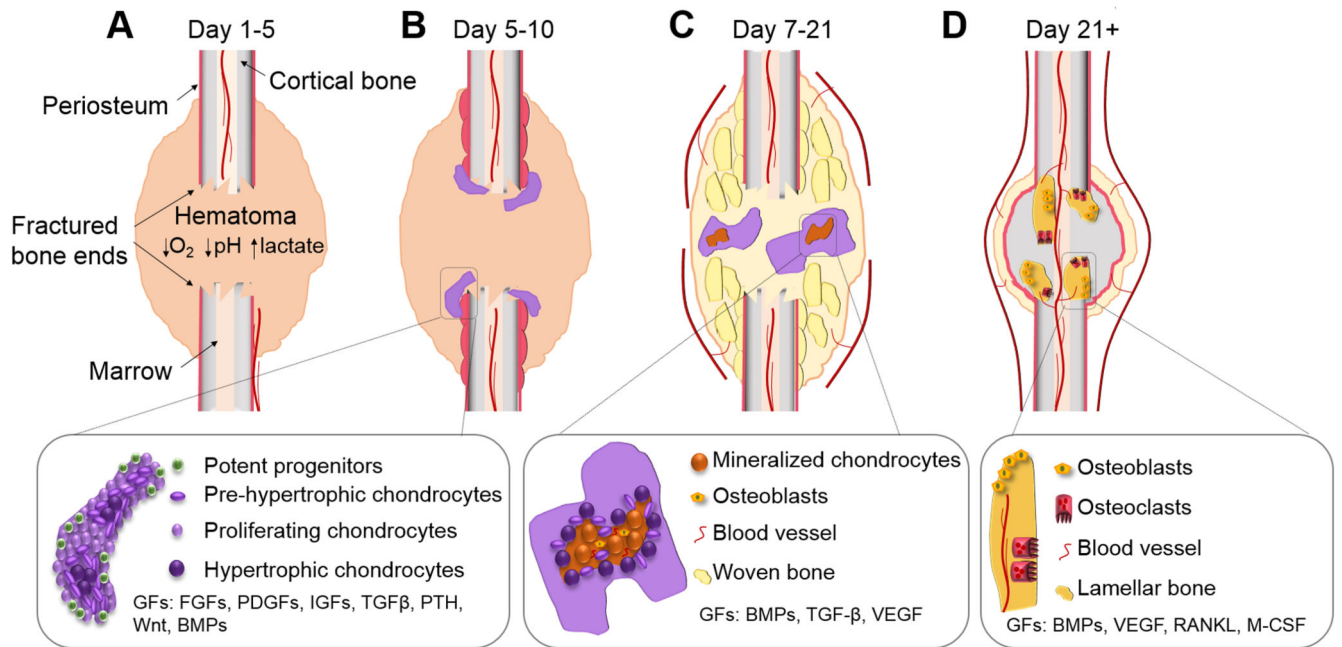 A Day 1-5
B Day 5-10
C Day 7-21
D Day 21+
Cortical bone
Periosteum
Fractured
bone ends
Hematoma
↓O₂ ↓pH ↑lactate
Marrow
Potent progenitors
Pre-hypertrophic chondrocytes
Proliferating chondrocytes
Hypertrophic chondrocytes
GFs: FGFs, PDGFs, IGFs, TGFβ, PTH,
Wnt, BMPs
Mineralized chondrocytes
Osteoblasts
Blood vessel
Woven bone
GFs: BMPs, TGF-β, VEGF
Osteoblasts
Osteoclasts
Blood vessel
Lamellar bone
GFs: BMPs, VEGF, RANKL, M-CSF